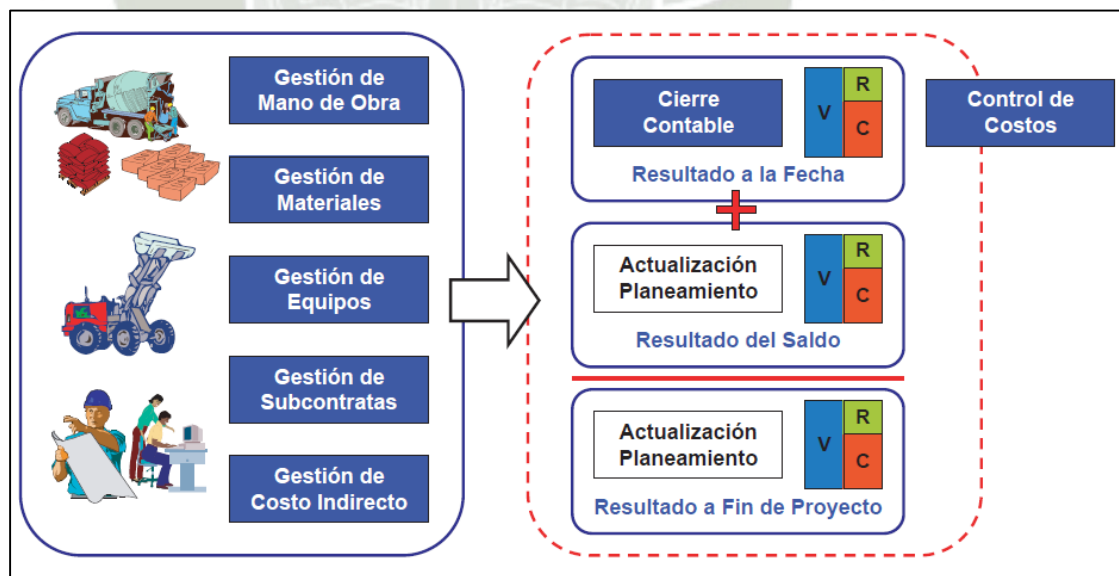 Gestión de
Mano de Obra
Gestión de
Materiales
Gestión de
Equipos
Gestión de
Subcontratas
Gestión de
Costo Indirecto
Cierre
Contable
V
R
C
Resultado a la Fecha
Actualización
Planeamiento
V
R
C
Resultado del Saldo
Actualización
Planeamiento
V
R
C
Resultado a Fin de Proyecto
Control de
Costos